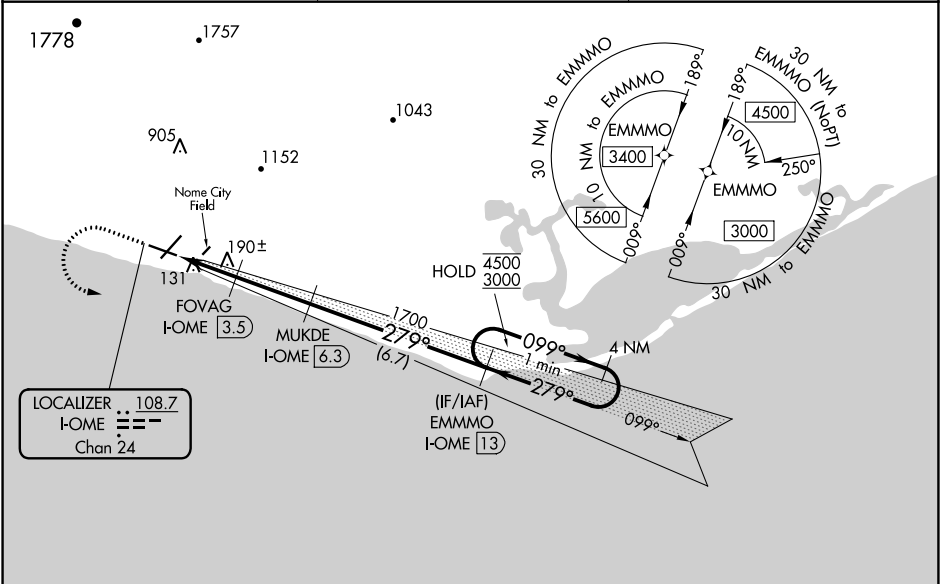 1778
1757
1043
905
1152
Nome City
Field
190±
131
FOVAG
I-OME 3.5
MUKDE
I-OME 6.3
1700
279°
(6.7)
HOLD 4500
3000
099°
1 min
279°
4 NM
099°
(IF/IAF)
EMMMO
I-OME 13
LOCALIZER 108.7
I-OME
Chan 24
30 NM to EMMMO
10 NM to EMMMO
EMMMO
3400
5600
189°
009°
30 NM to
EMMMO (NoPT)
189°
4500
10 NM
250°
EMMMO
3000
009°
30 NM to EMMMO